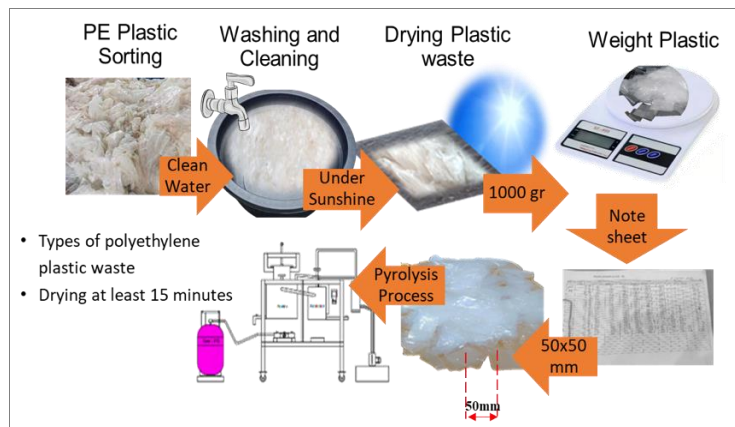 PE Plastic
Sorting
Washing and
Cleaning
Drying Plastic
waste
Weight Plastic
Clean
Water
Under
Sunshine
1000 gr
Note
sheet
• Types of polyethylene
plastic waste
• Drying at least 15 minutes
Pyrolysis
Process
50x50
mm
50mm